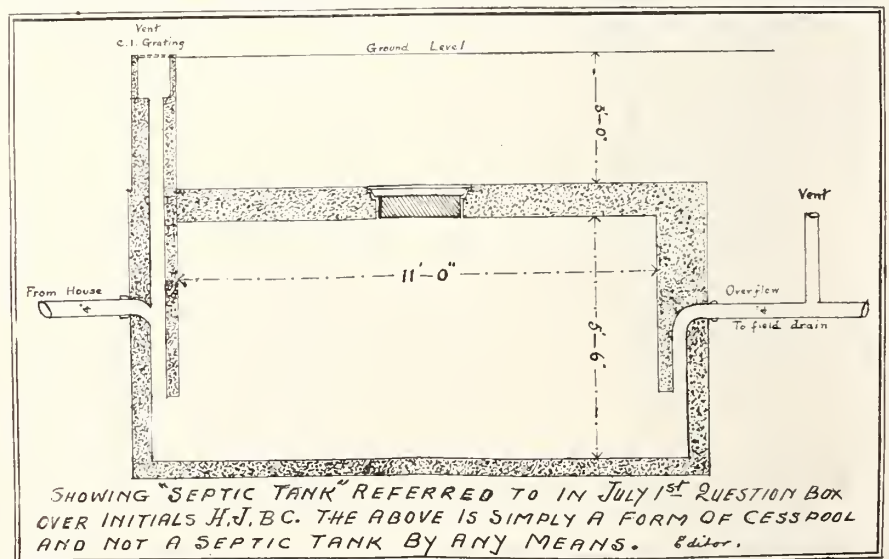 Vent
C.I. Grating
Ground Level
3'-0"
Vent
11'-0"
From House
Overflow
5'-6"
To field drain
SHOWING "SEPTIC TANK" REFERRED TO IN JULY 1st QUESTION BOX
OVER INITIALS H.J.BC. THE ABOVE IS SIMPLY A FORM OF CESSPOOL
AND NOT A SEPTIC TANK BY ANY MEANS. Editor.